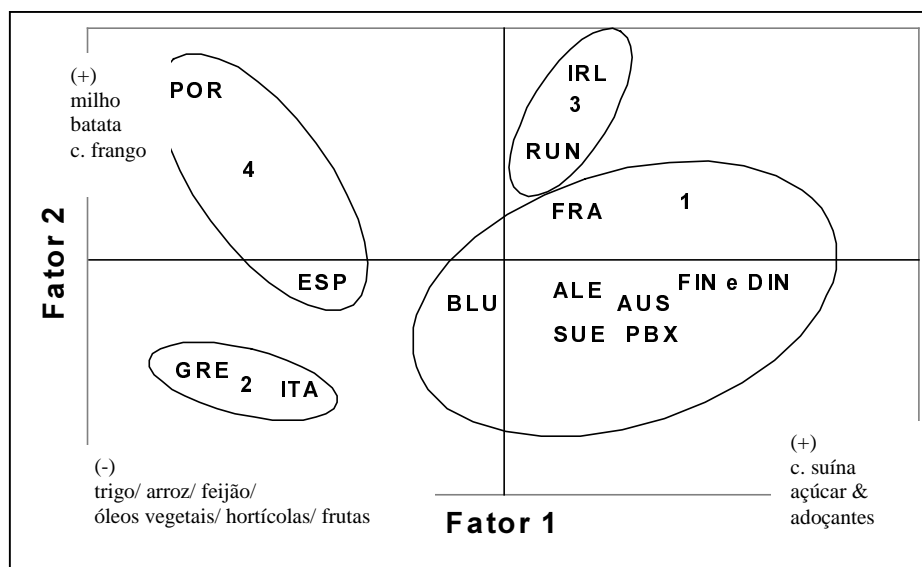 (+)
milho
batata
c. frango
POR
4
ESP
IRL
3
RUN
FRA
1
BLU
ALE
AUS
FIN e DIN
SUE
PBX
GRE
2
ITA
Fator 2
(-)
trigo/ arroz/ feijão/
óleos vegetais/ hortícolas/ frutas
Fator 1
(+)
c. suína
açúcar &
adoçantes